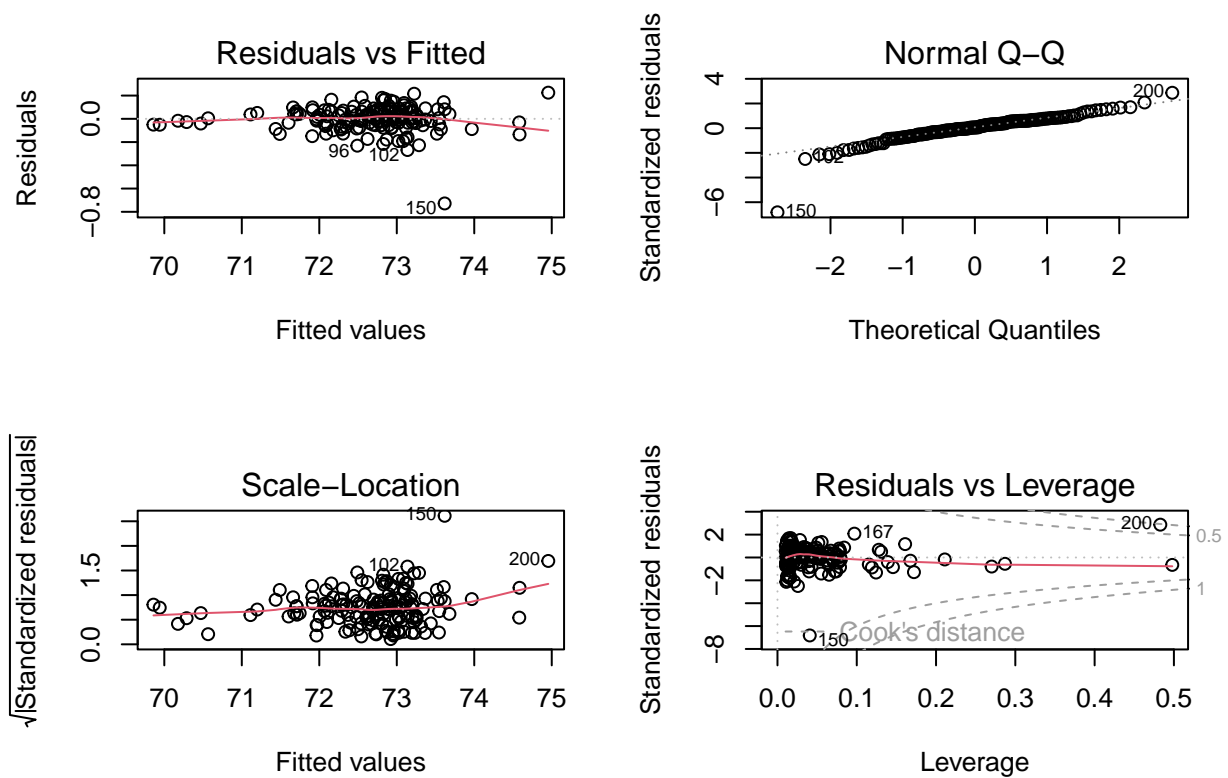 Residuals vs Fitted
Residuals
0.0
−0.8
96
102
150
70 71 72 73 74 75
Fitted values
Normal Q−Q
Standardized residuals
4
0
−6
200
150
−2 −1 0 1 2
Theoretical Quantiles
Scale−Location
√|Standardized residuals|
1.5
0.0
150
102
200
70 71 72 73 74 75
Fitted values
Residuals vs Leverage
Standardized residuals
2
−2
−8
167
200
0.5
1
150
Cook's distance
0.0 0.1 0.2 0.3 0.4 0.5
Leverage